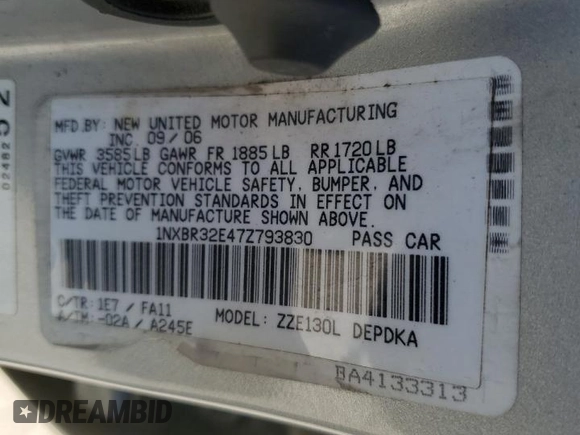 MFD.BY: NEW UNITED MOTOR MANUFACTURING
INC. 09/06
GVWR 3585LB GAWR FR 1885LB RR 1720LB
THIS VEHICLE CONFORMS TO ALL APPLICABLE
FEDERAL MOTOR VEHICLE SAFETY, BUMPER, AND
THEFT PREVENTION STANDARDS IN EFFECT ON
THE DATE OF MANUFACTURE SHOWN ABOVE.
1NXBR32E47Z793830 PASS CAR
C/TR: 1E7 / FA11
A/TM: -02A / A245E MODEL: ZZE130L DEPDKA
BA4133313
DREAMBID